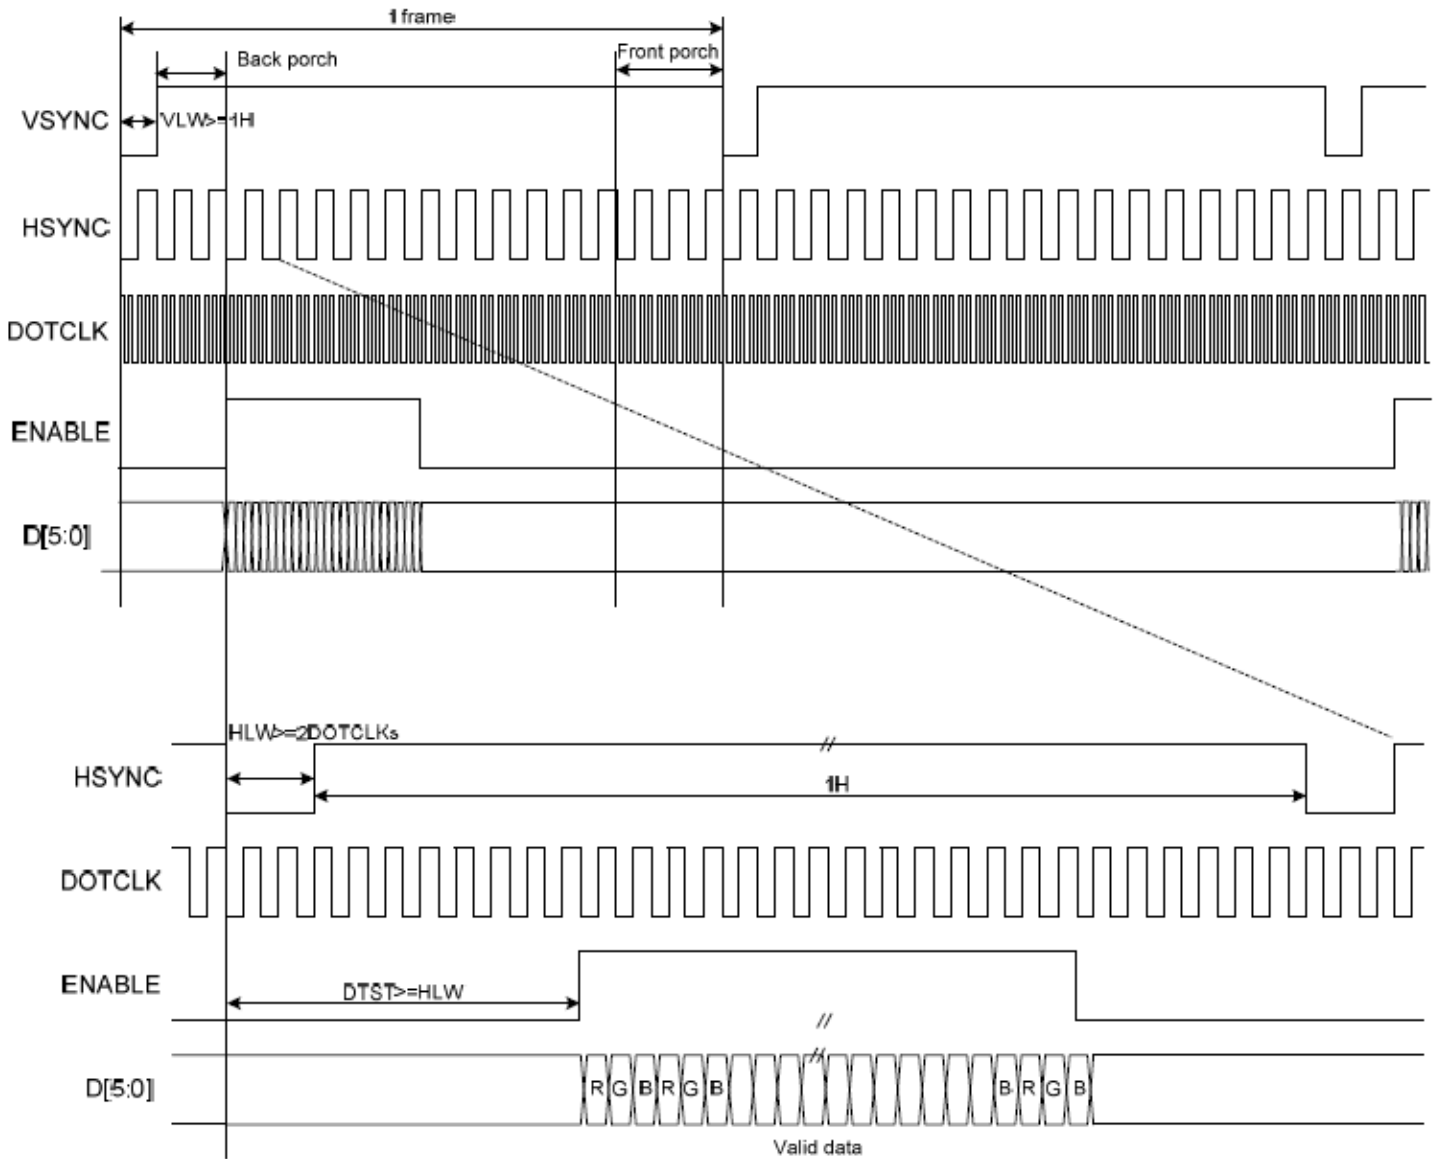 1 frame
Back porch
Front porch
VSYNC
VLW>=1H
HSYNC
DOTCLK
ENABLE
D[5:0]
HLW>=2DOTCLKs
//
HSYNC
1H
DOTCLK
ENABLE
DTST>=HLW
//
//
D[5:0]
R G B R G B B R G B
Valid data